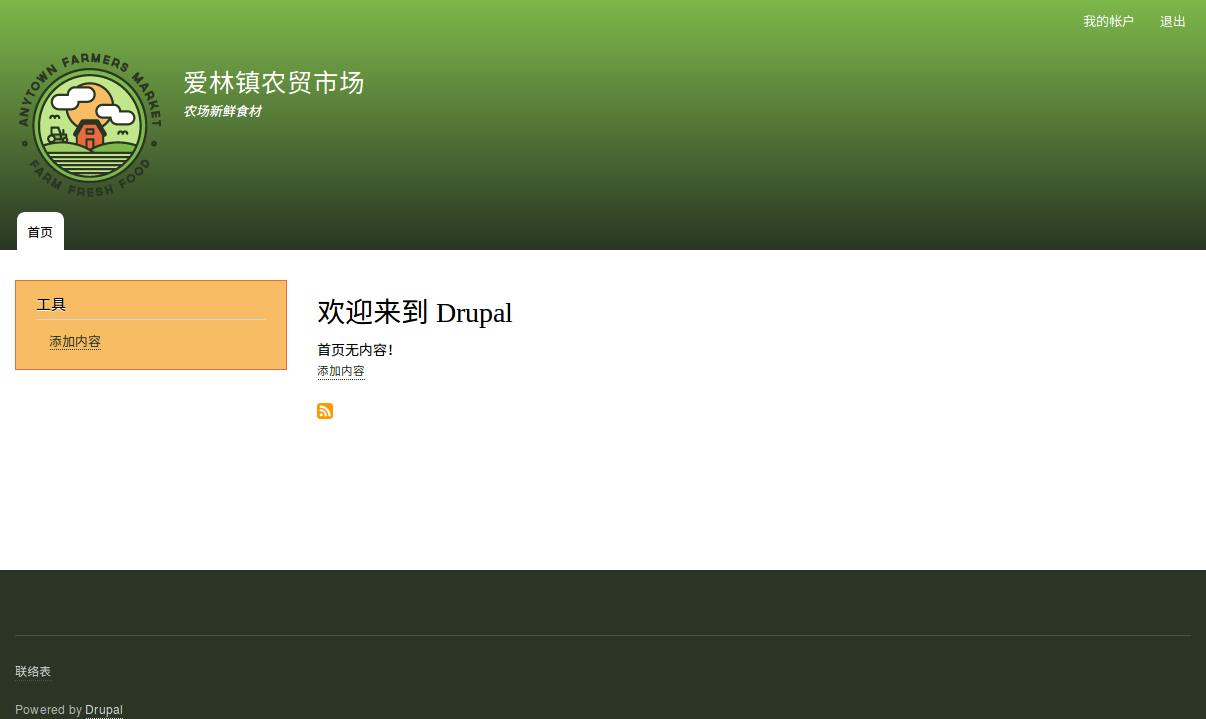 我的帐户 退出
ANYTOWN FARMERS MARKET
FARM FRESH FOOD
爱林镇农贸市场
农场新鲜食材
首页
工具
添加内容
欢迎来到 Drupal
首页无内容！
添加内容
联络表
Powered by Drupal